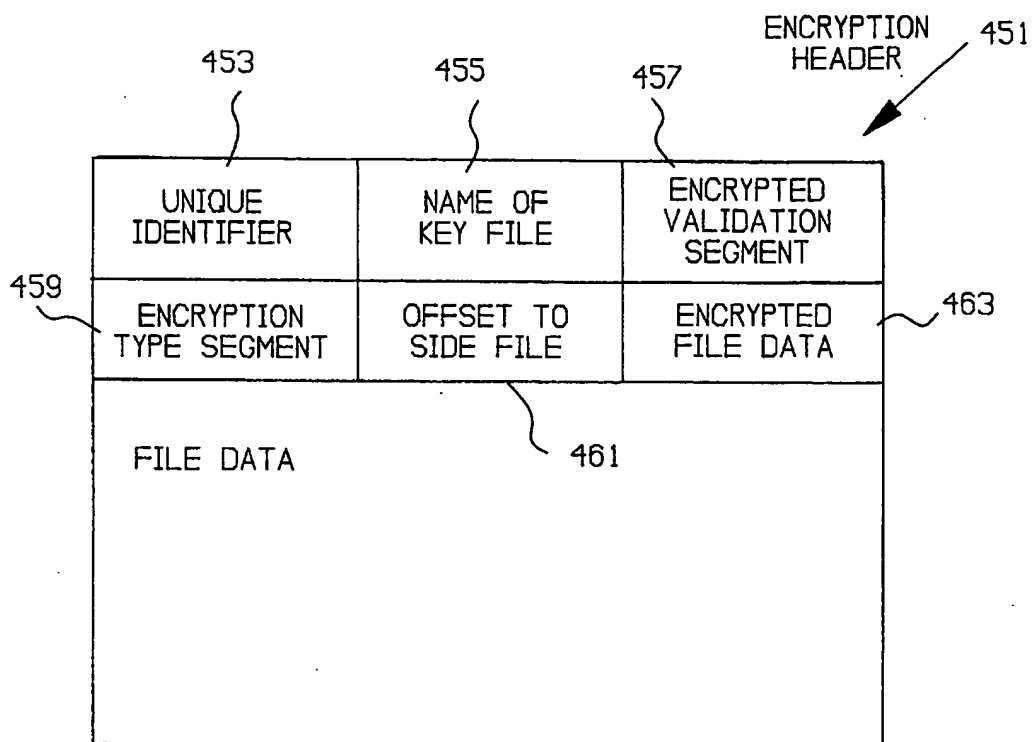 ENCRYPTION
HEADER
451
453
455
457
UNIQUE
IDENTIFIER
NAME OF
KEY FILE
ENCRYPTED
VALIDATION
SEGMENT
459
ENCRYPTION
TYPE SEGMENT
OFFSET TO
SIDE FILE
ENCRYPTED
FILE DATA
463
461
FILE DATA